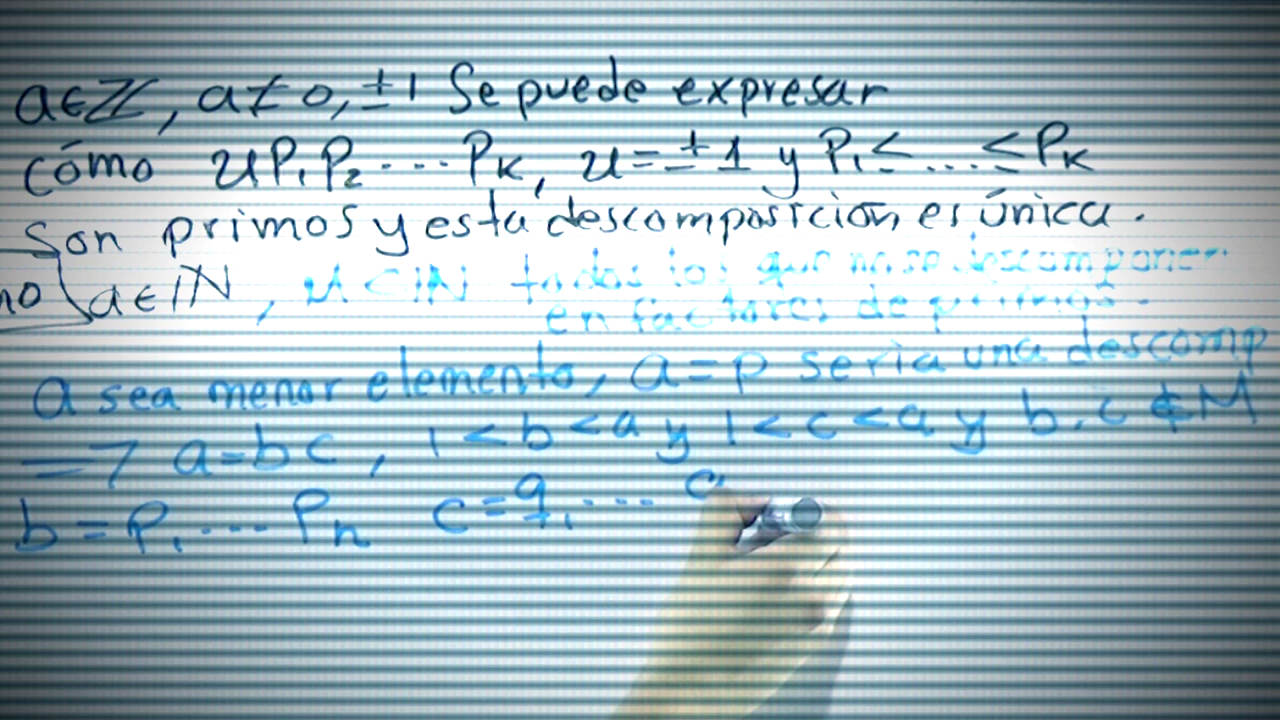 a∈ℤ, a≠0, ±1 Se puede expresar
cómo uP₁P₂...Pₖ, u=±1 y P₁≤...≤Pₖ
Son primos y esta descomposición es única.
no a∈ℕ, M⊂ℕ todos los que no se descomponen
en factores de primos.
a sea menor elemento, a=p seria una descomp
=> a=bc, 1<b<a y 1<c<a y b,c∉M
b=P₁...Pₙ c=q₁...